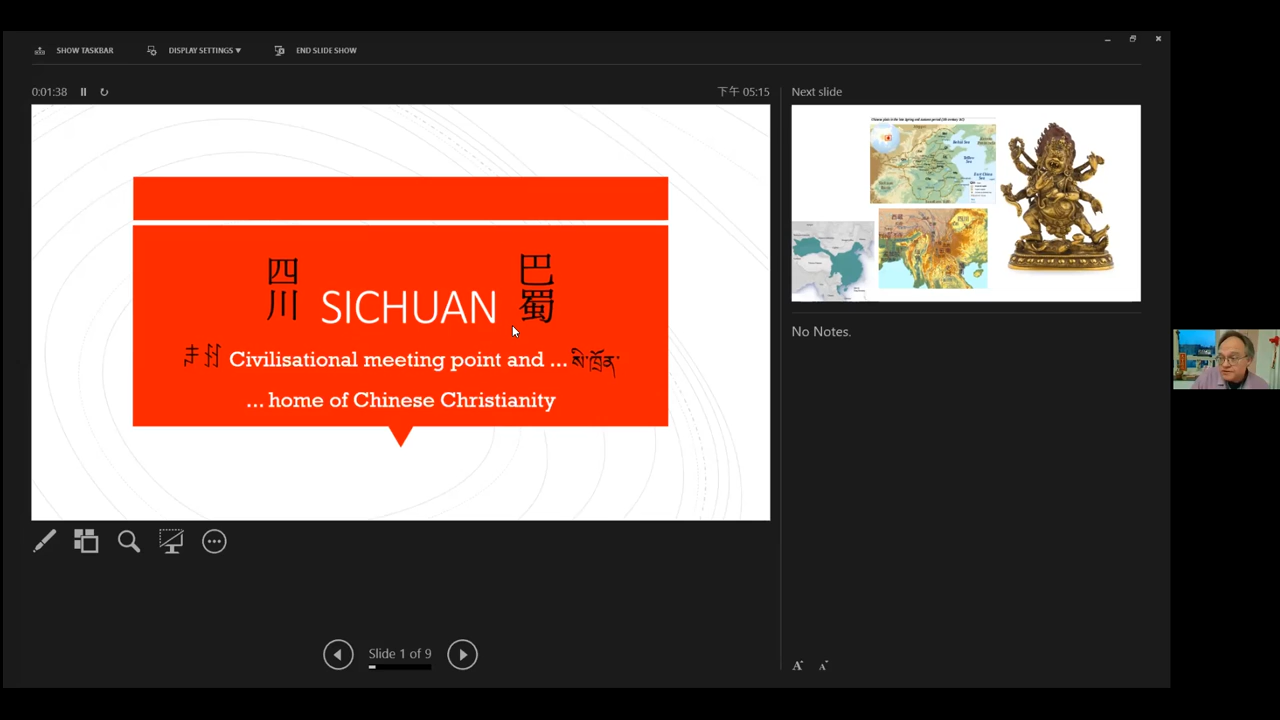 SHOW TASKBAR
DISPLAY SETTINGS ▼
END SLIDE SHOW
0:01:38
下午 05:15
Next slide
四川 SICHUAN 巴蜀
Civilisational meeting point and ... སི་ཁྲོན་
... home of Chinese Christianity
No Notes.
Slide 1 of 9